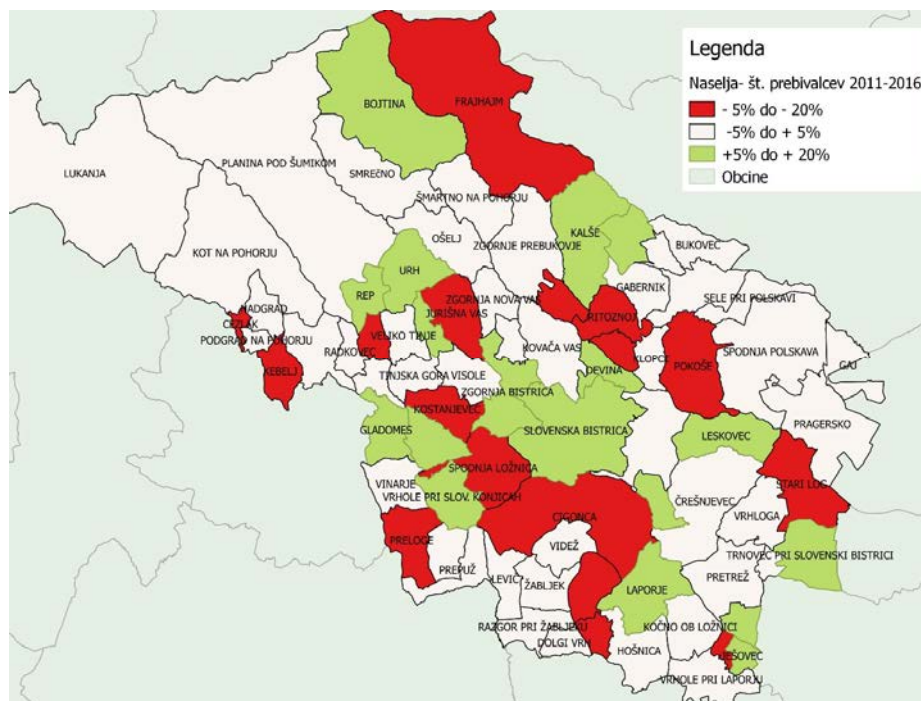 Legenda
Naselja- št. prebivalcev 2011-2016
- 5% do - 20%
-5% do + 5%
+5% do + 20%
Obcine
FRAJHAJM
BOJTINA
PLANINA POD ŠUMIKOM
LUKANJA
SMREčNO
ŠMARTNO NA POHORJU
KALŠE
OŠELJ
ZGORNJE PREBUKOVJE
BUKOVEC
KOT NA POHORJU
URH
GABERNIK
REP
ZGORNJA NOVA VAS
SELE PRI POLSKAVI
NADGRAD
JURIŠNA VAS
RITOZNOJ
CEZLAK
VELIKO TINJE
PODGRAD NA POHORJU
RADKOVEC
KOVAČA VAS
KLOPCE
SPODNJA POLSKAVA
POKOŠE
GAJ
KEBELJ
TINJSKA GORA
VISOLE
DEVINA
ZGORNJA BISTRICA
KOSTANJEVEC
PRAGERSKO
GLADOMES
SLOVENSKA BISTRICA
LESKOVEC
SPODNJA LOŽNICA
VINARJE
STARI LOG
VRHOLE PRI SLOV. KONJICAH
ČREŠNJEVEC
CIGONCA
VRHLOGA
PRELOGE
VIDEŽ
TRNOVEC PRI SLOVENSKI BISTRICI
PREPUŽ
LEVIČ
ŽABLJEK
PRETREŽ
LAPORJE
RAZGOR PRI ŽABLJEKU
KOČNO OB LOŽNICI
DOLGI VRH
HOŠNICA
JEŠOVEC
VRHOLE PRI LAPORJU